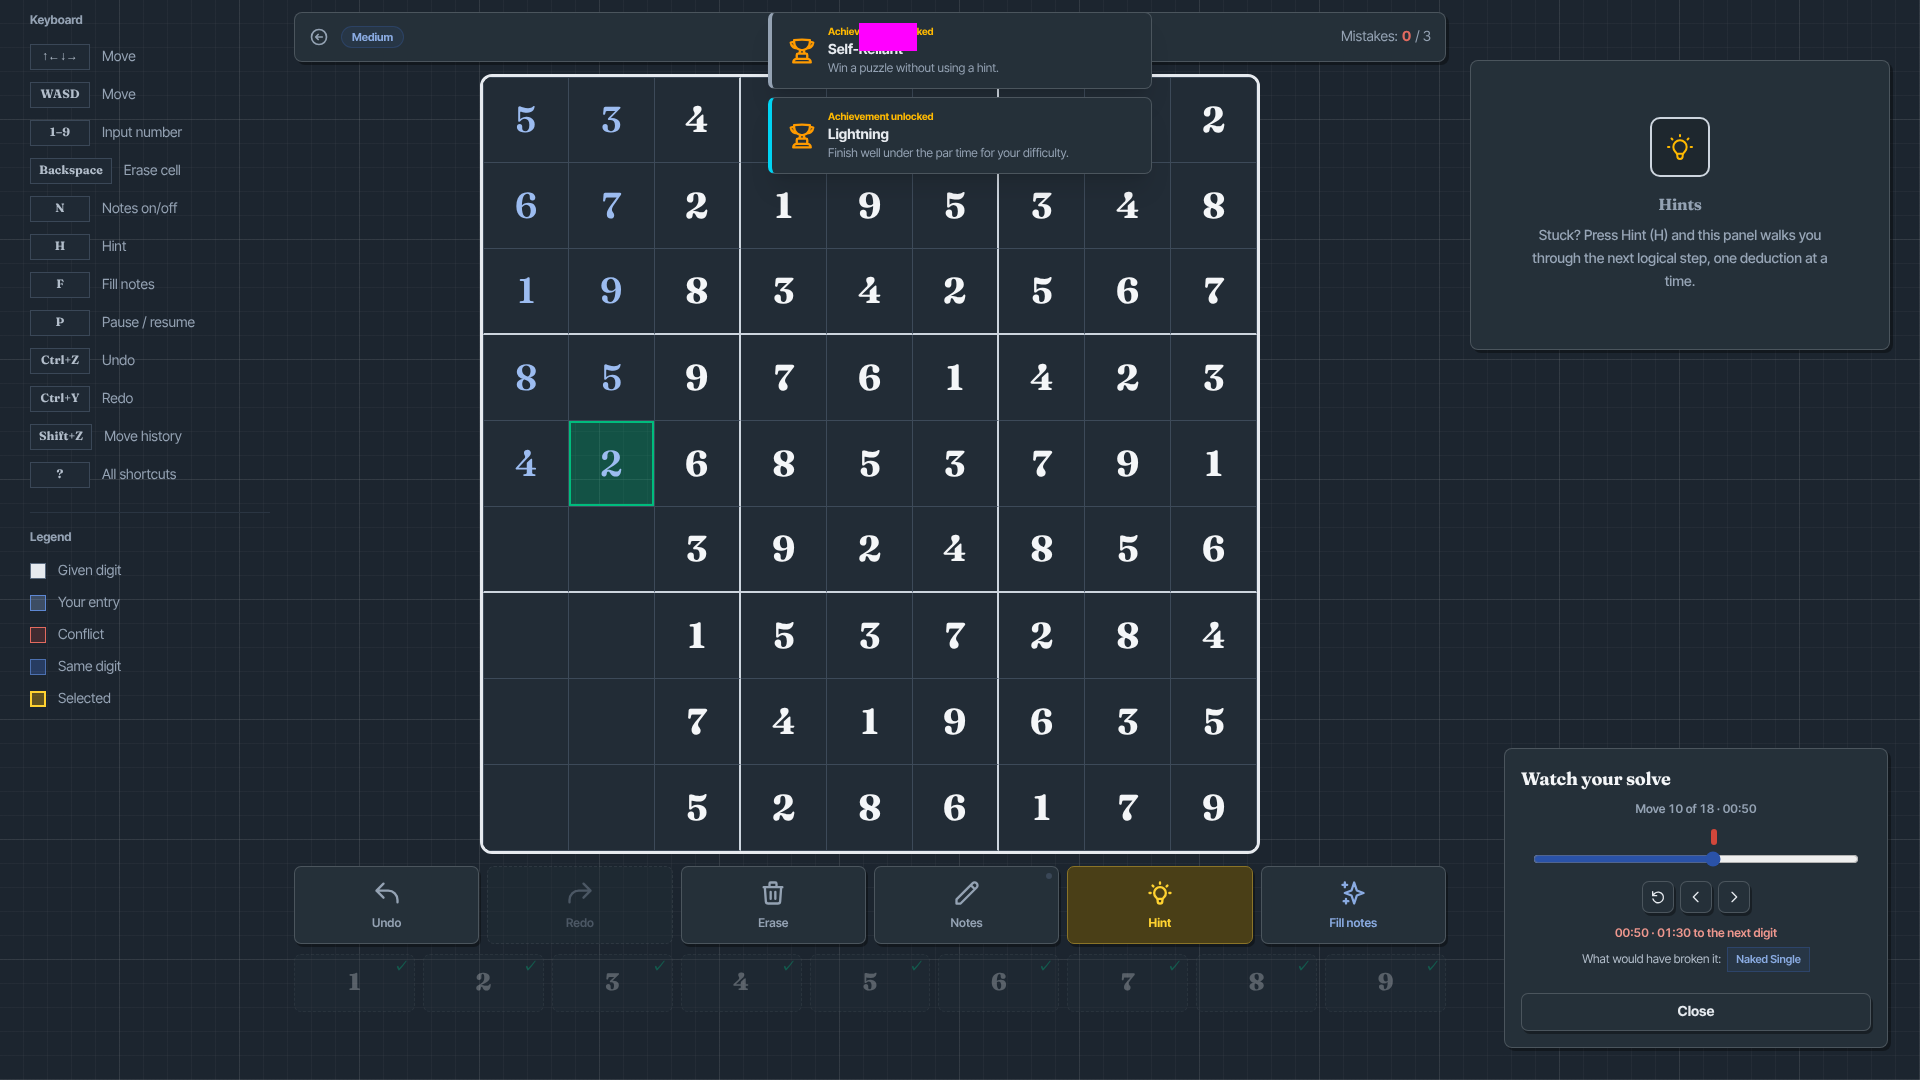 Keyboard
↑←↓→ Move
WASD Move
1–9 Input number
Backspace Erase cell
N Notes on/off
H Hint
F Fill notes
P Pause / resume
Ctrl+Z Undo
Ctrl+Y Redo
Shift+Z Move history
? All shortcuts
Legend
Given digit
Your entry
Conflict
Same digit
Selected
Medium
Mistakes: 0 / 3
Win a puzzle without using a hint.
Achievement unlocked
Lightning
Finish well under the par time for your difficulty.
5 3 4 2
6 7 2 1 9 5 3 4 8
1 9 8 3 4 2 5 6 7
8 5 9 7 6 1 4 2 3
4 2 6 8 5 3 7 9 1
3 9 2 4 8 5 6
1 5 3 7 2 8 4
7 4 1 9 6 3 5
5 2 8 6 1 7 9
Undo
Redo
Erase
Notes
Hint
Fill notes
1 2 3 4 5 6 7 8 9
Hints
Stuck? Press Hint (H) and this panel walks you
through the next logical step, one deduction at a
time.
Watch your solve
Move 10 of 18 · 00:50
00:50 · 01:30 to the next digit
What would have broken it: Naked Single
Close